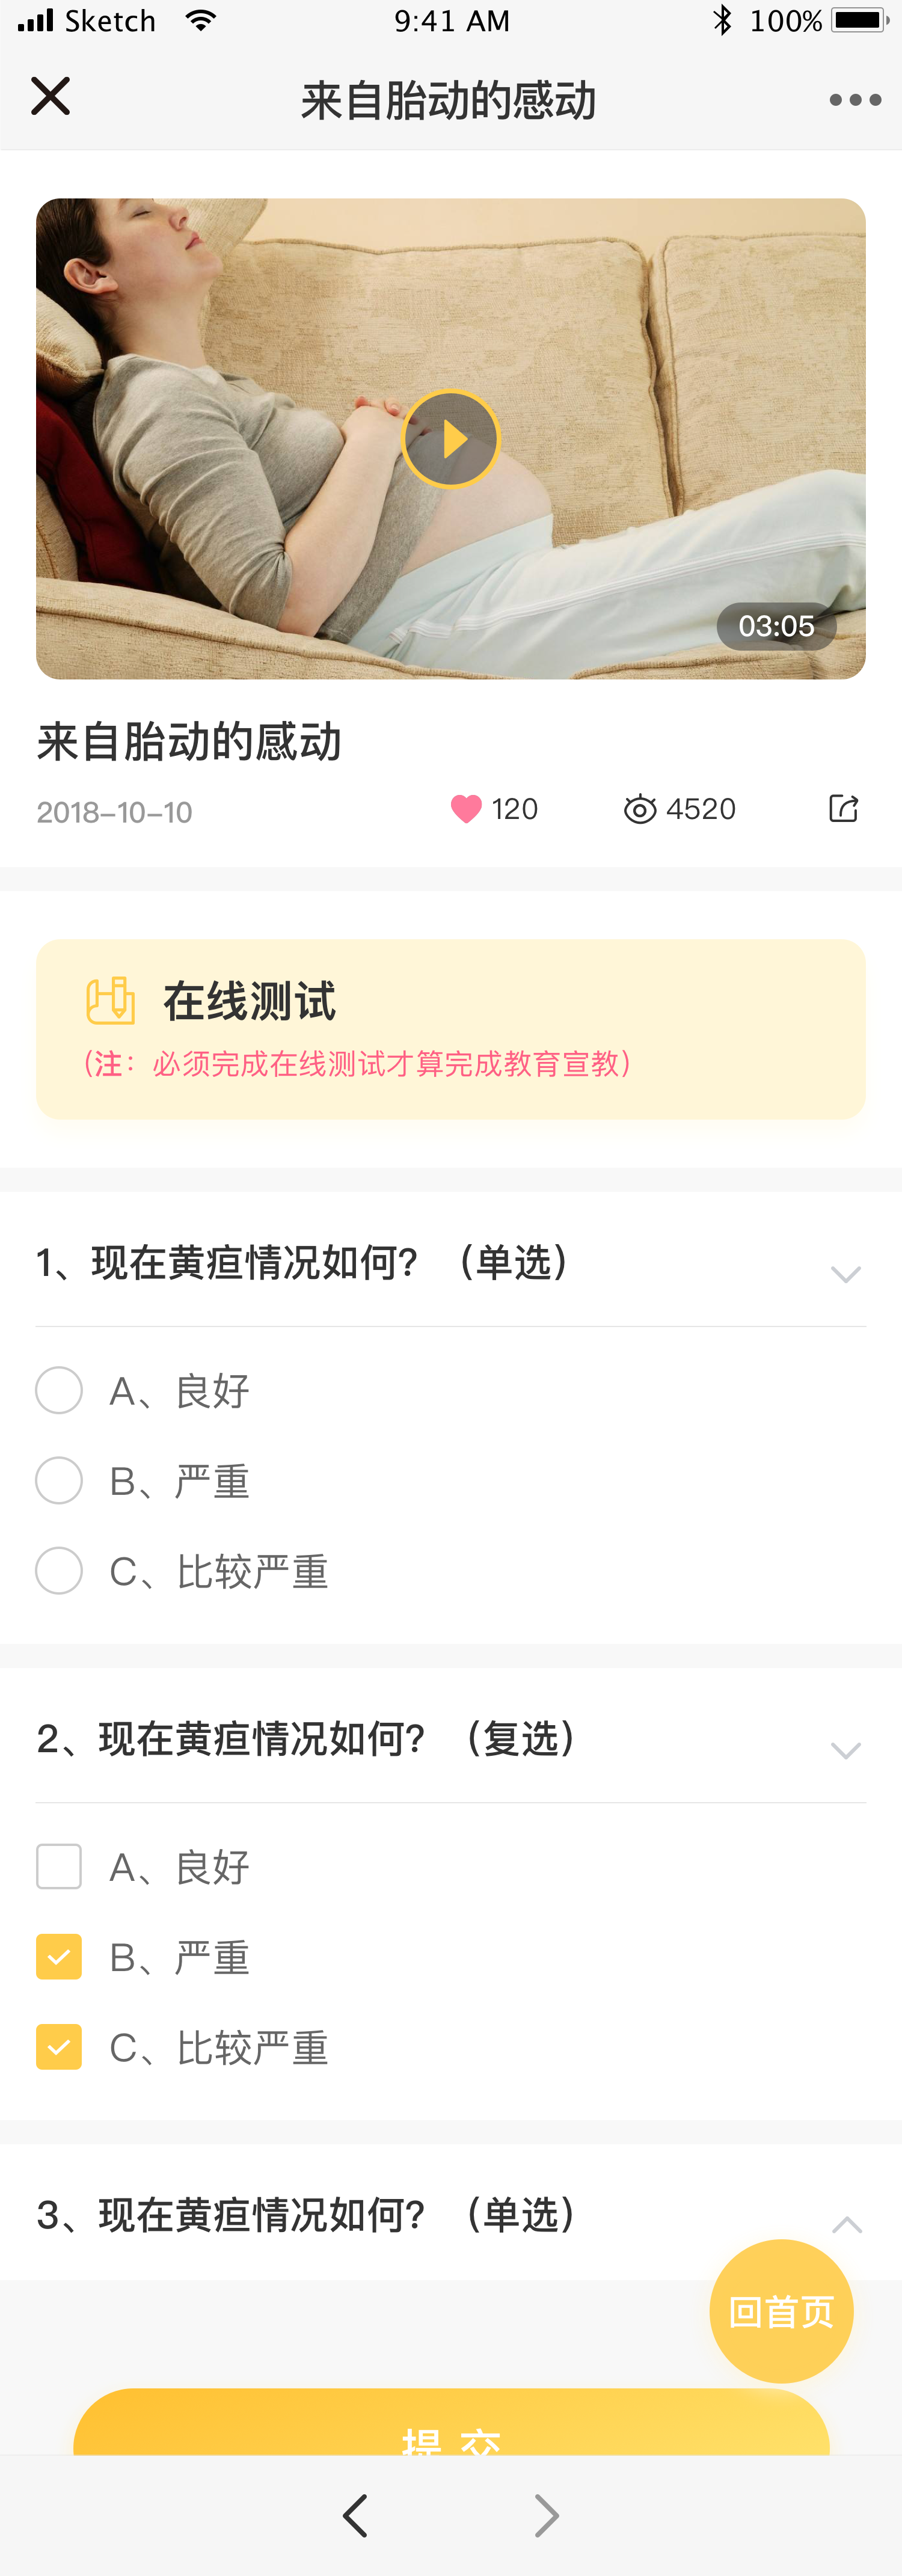 Sketch 9:41 AM 100%
来自胎动的感动
03:05
来自胎动的感动
2018-10-10 120 4520
在线测试
(注：必须完成在线测试才算完成教育宣教)
1、现在黄疸情况如何？（单选）
A、良好
B、严重
C、比较严重
2、现在黄疸情况如何？（复选）
A、良好
B、严重
C、比较严重
3、现在黄疸情况如何？（单选）
回首页
提 交